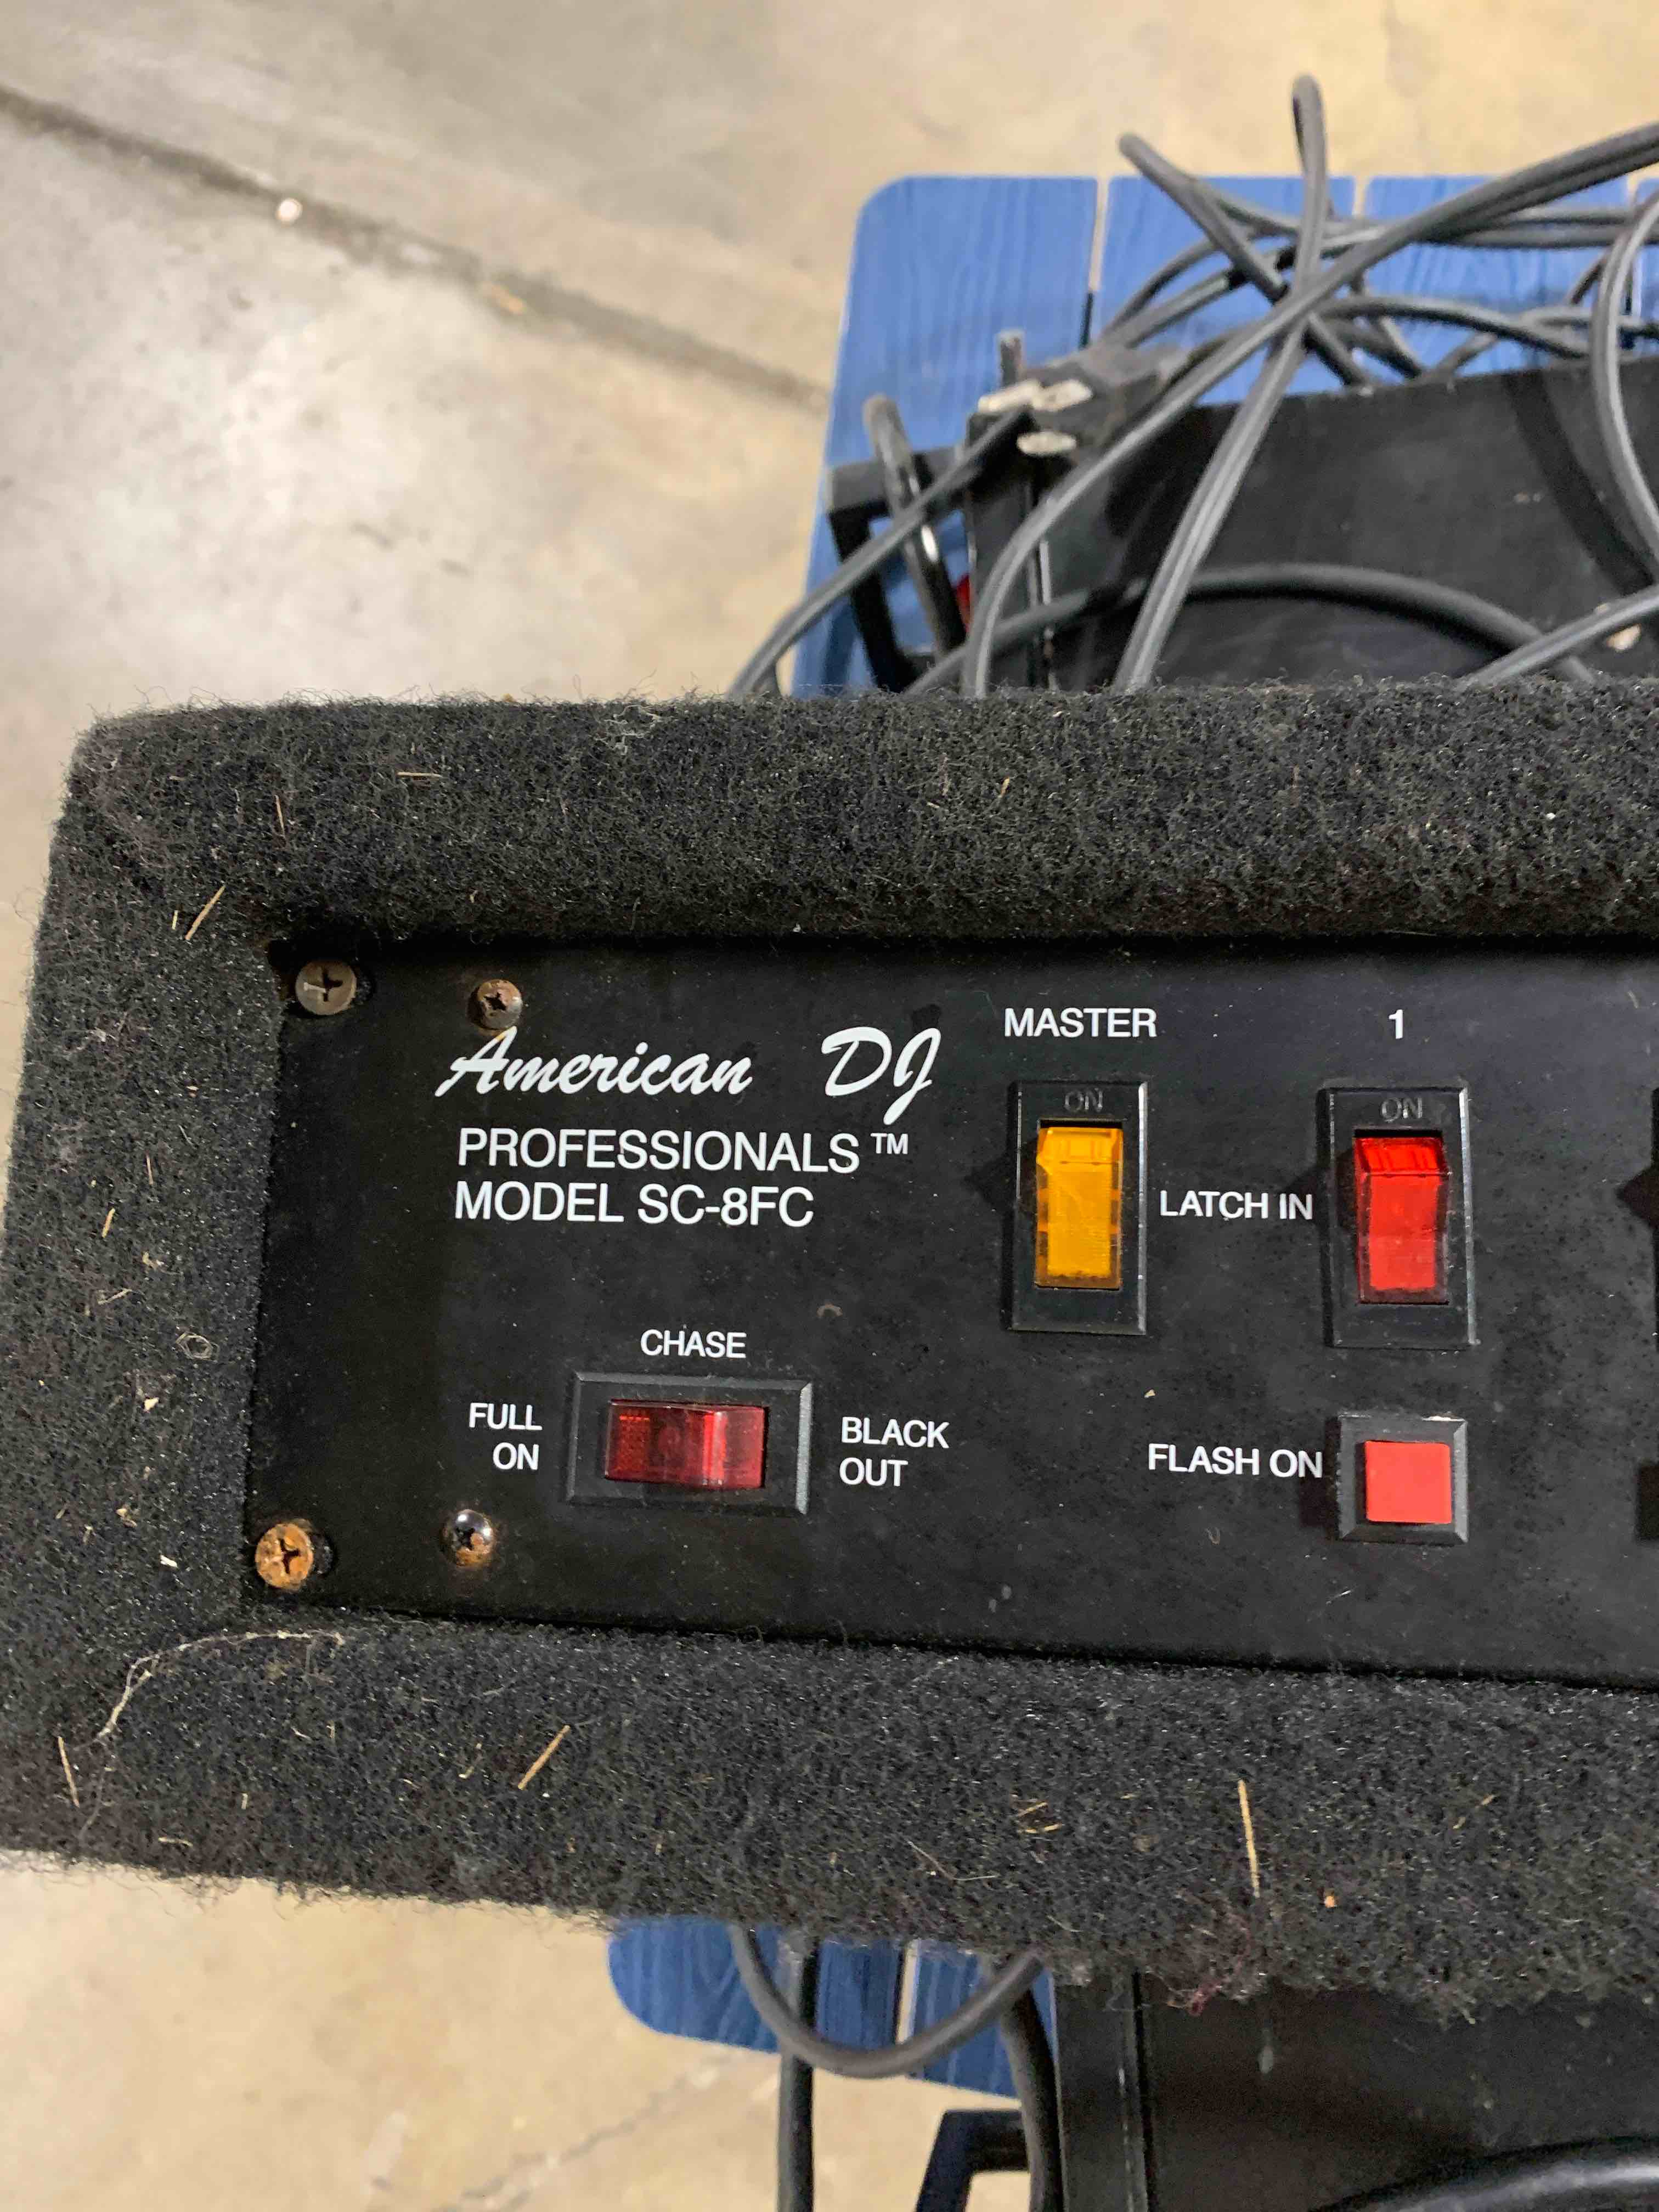 American DJ
PROFESSIONALS™
MODEL SC-8FC
MASTER
1
ON
ON
LATCH IN
CHASE
FULL
ON
BLACK
OUT
FLASH ON